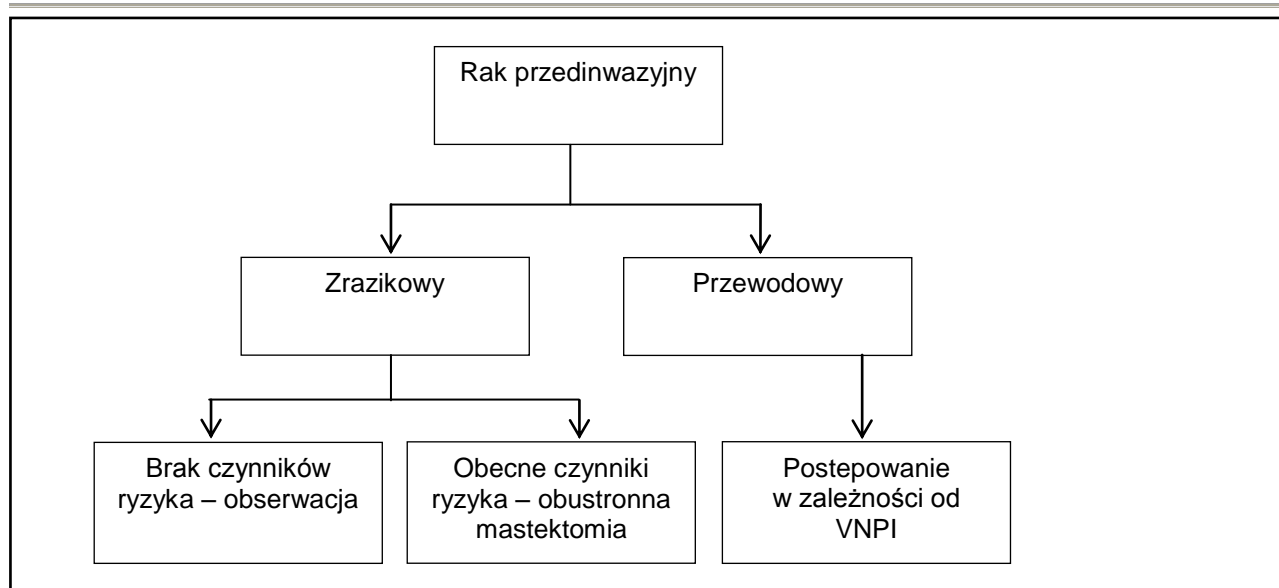 Rak przedinwazyjny
Zrazikowy
Przewodowy
Brak czynników
ryzyka – obserwacja
Obecne czynniki
ryzyka – obustronna
mastektomia
Postepowanie
w zależności od
VNPI